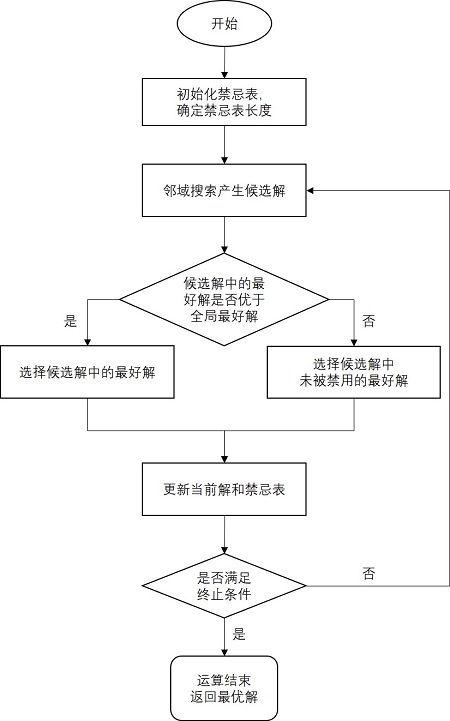 开始
初始化禁忌表，
确定禁忌表长度
邻域搜索产生候选解
候选解中的最
好解是否优于
全局最好解
是
否
选择候选解中的最好解
选择候选解中
未被禁用的最好解
更新当前解和禁忌表
是否满足
终止条件
否
是
运算结束
返回最优解